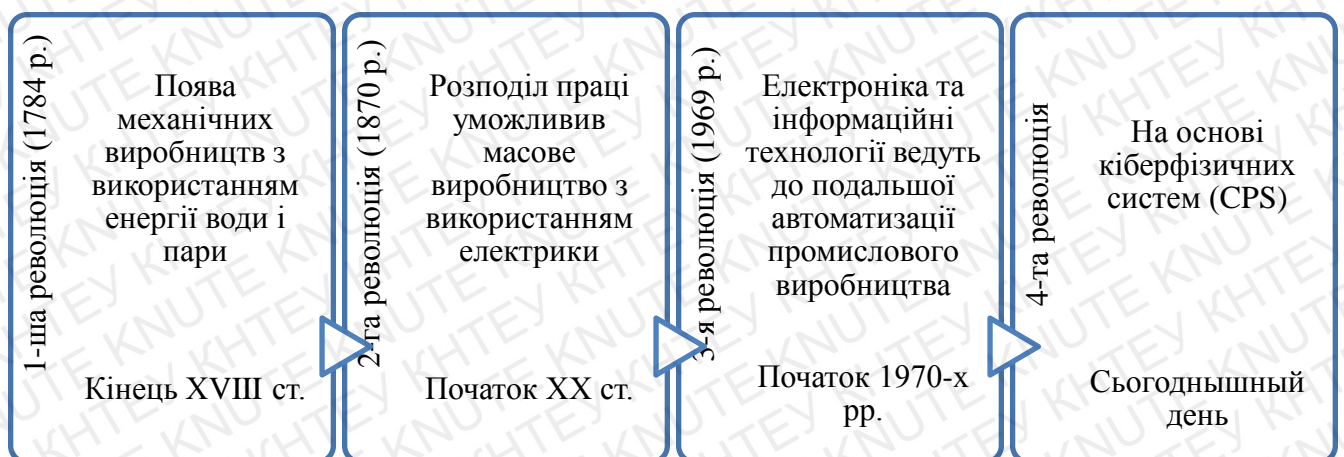 1-ша революція (1784 р.)
Поява
механічних
виробництв з
використанням
енергії води і
пари
Кінець XVIII ст.
2-га революція (1870 р.)
Розподіл праці
уможливив
масове
виробництво з
використанням
електрики
Початок XX ст.
3-я революція (1969 р.)
Електроніка та
інформаційні
технології ведуть
до подальшої
автоматизації
промислового
виробництва
Початок 1970-х
рр.
4-та революція
На основі
кіберфізичних
систем (CPS)
Сьогоднышный
день